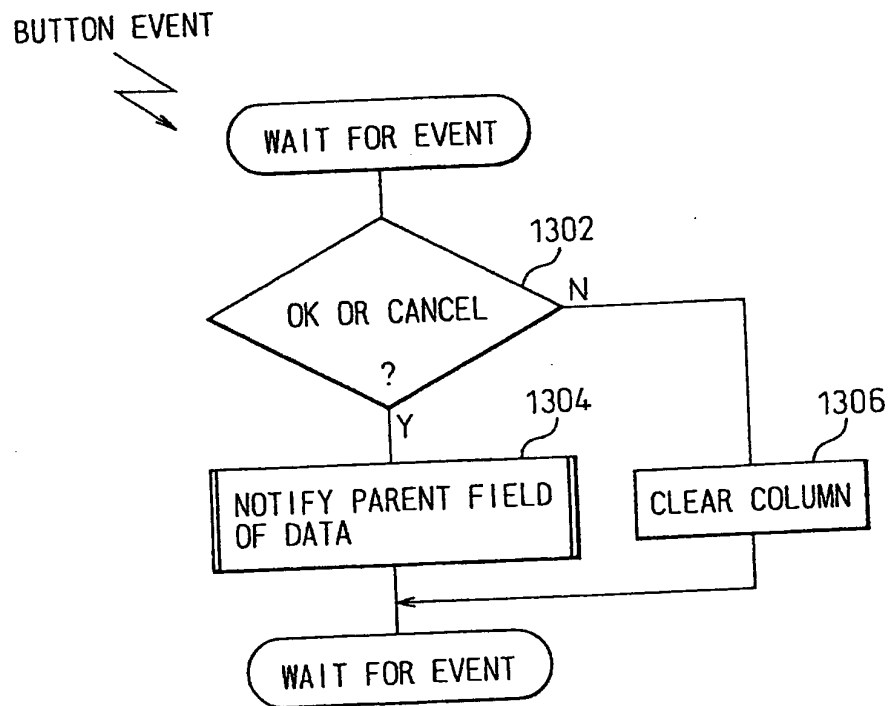 BUTTON EVENT
WAIT FOR EVENT
1302
OK OR CANCEL
N
?
Y
1304
1306
NOTIFY PARENT FIELD
OF DATA
CLEAR COLUMN
WAIT FOR EVENT